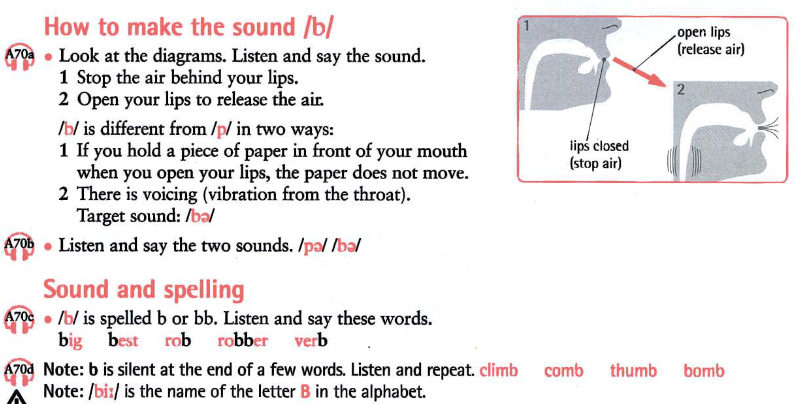 How to make the sound /b/
A70a • Look at the diagrams. Listen and say the sound.
1 Stop the air behind your lips.
2 Open your lips to release the air.
/b/ is different from /p/ in two ways:
1 If you hold a piece of paper in front of your mouth
when you open your lips, the paper does not move.
2 There is voicing (vibration from the throat).
Target sound: /bə/
1
open lips
(release air)
2
lips closed
(stop air)
A70b • Listen and say the two sounds. /pə/ /bə/
Sound and spelling
A70c • /b/ is spelled b or bb. Listen and say these words.
big best rob robber verb
A70d Note: b is silent at the end of a few words. Listen and repeat. climb comb thumb bomb
Note: /biː/ is the name of the letter B in the alphabet.